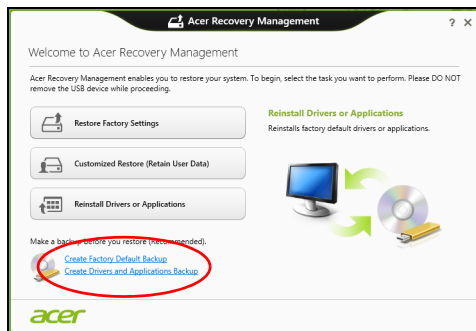 Acer Recovery Management
? ×
Welcome to Acer Recovery Management
Acer Recovery Management enables you to restore your system. To begin, select the task you want to perform. Please DO NOT
remove the USB device while proceeding.
Restore Factory Settings
Customized Restore (Retain User Data)
Reinstall Drivers or Applications
Reinstall Drivers or Applications
Reinstalls factory default drivers or applications.
Make a backup before you restore (Recommended).
Create Factory Default Backup
Create Drivers and Applications Backup
acer